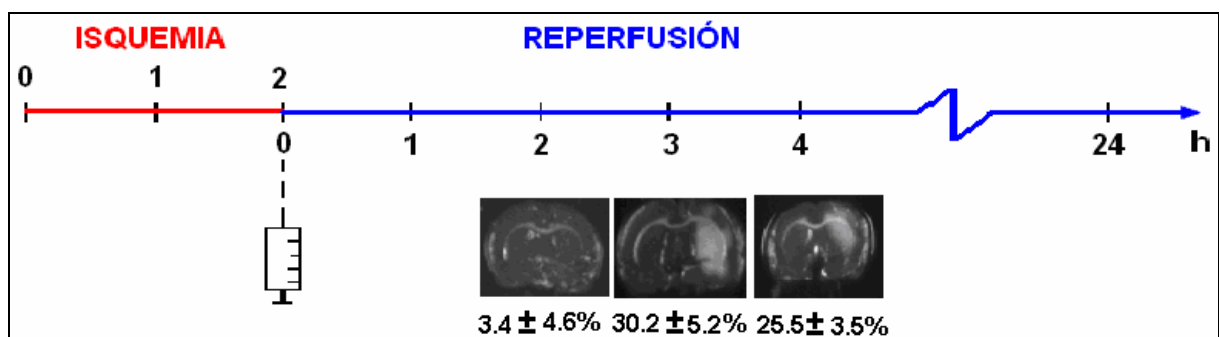 ISQUEMIA REPERFUSIÓN
0 1 2
0 1 2 3 4 24 h
3.4 ± 4.6% 30.2 ± 5.2% 25.5 ± 3.5%